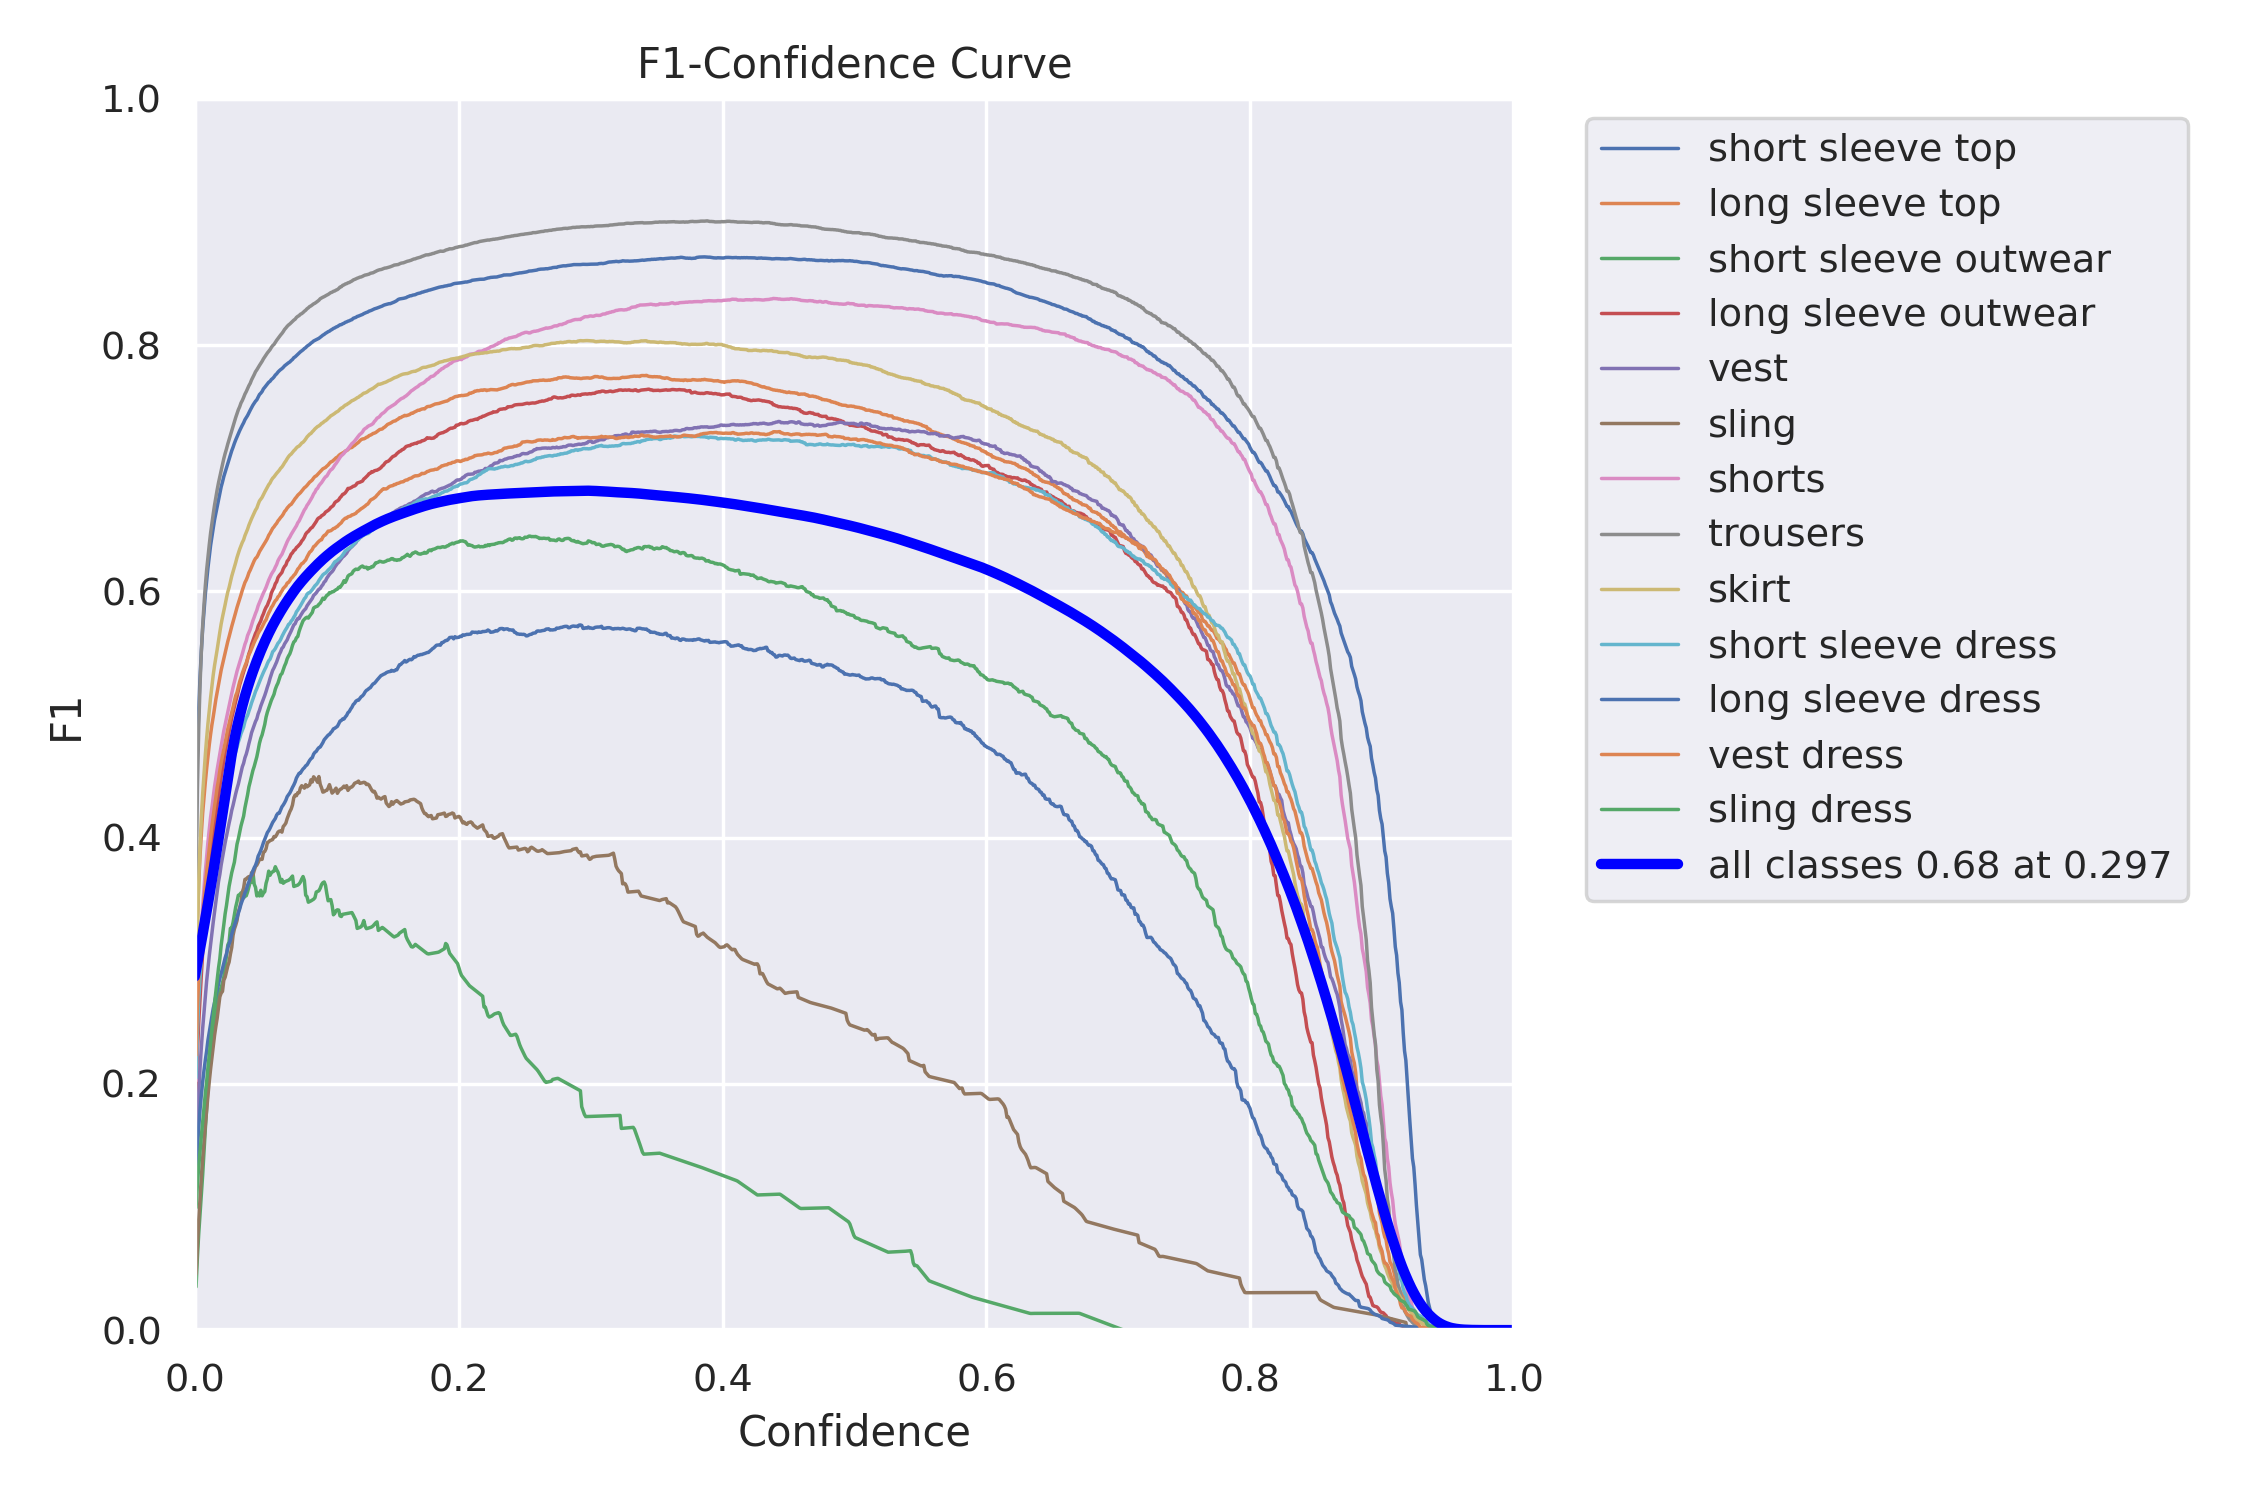 F1-Confidence Curve
1.0
0.8
0.6
0.4
0.2
0.0
F1
0.0 0.2 0.4 0.6 0.8 1.0
Confidence
short sleeve top
long sleeve top
short sleeve outwear
long sleeve outwear
vest
sling
shorts
trousers
skirt
short sleeve dress
long sleeve dress
vest dress
sling dress
all classes 0.68 at 0.297